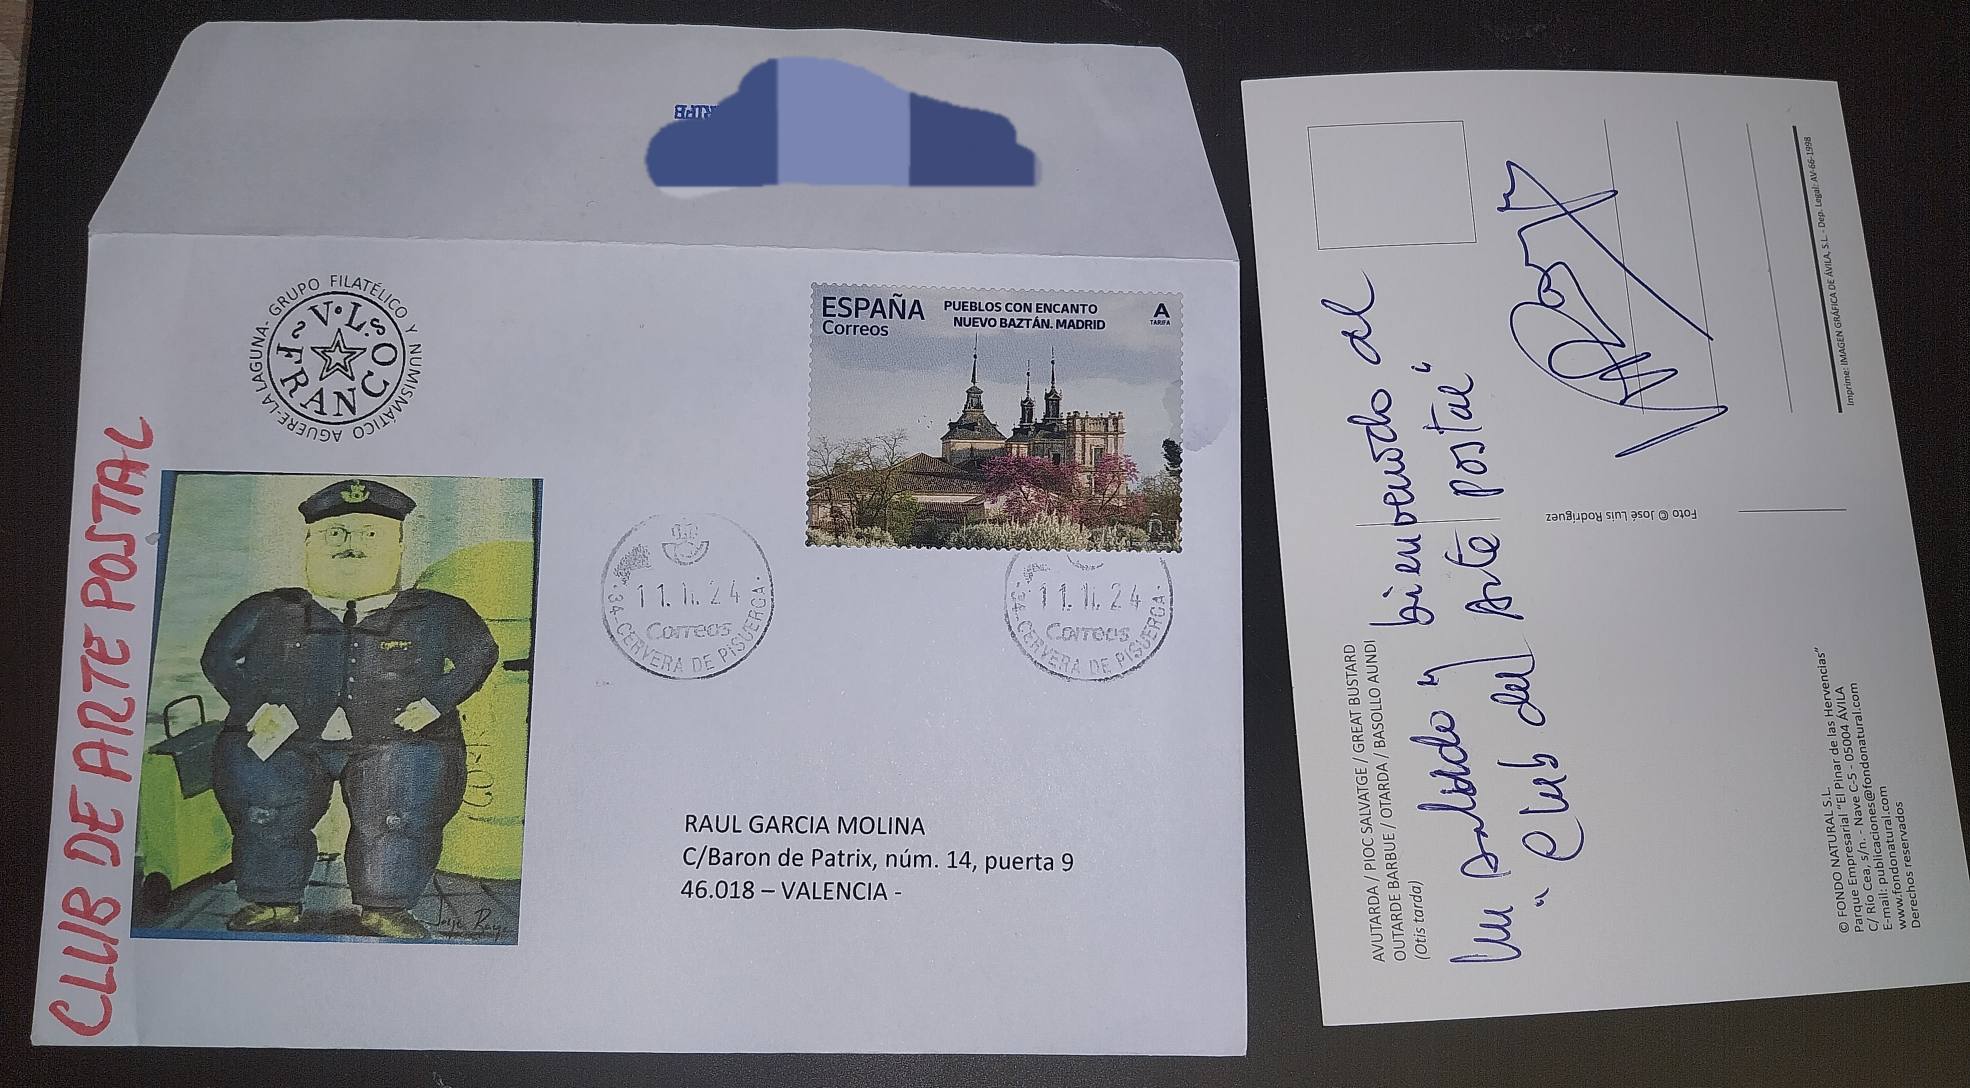 GRUPO FILATÉLICO Y NUMISMÁTICO AGUERE-LA LAGUNA-
V·L
FRANCO
CLUB DE ARTE POSTAL
ESPAÑA
Correos
PUEBLOS CON ENCANTO
NUEVO BAZTÁN. MADRID
A
TARIFA
11.11.24
Correos
·34-CERVERA DE PISUERGA·
11.11.24
Correos
·34-CERVERA DE PISUERGA·
RAUL GARCIA MOLINA
C/Baron de Patrix, núm. 14, puerta 9
46.018 – VALENCIA -
AVUTARDA / PIOC SALVATGE / GREAT BUSTARD
OUTARDE BARBUE / OTARDA / BASOLLO AUNDI
(Otis tarda)
Un saludo y bienvenido al
"Club del Arte postal"
Foto © José Luis Rodríguez
© FONDO NATURAL S.L.
Parque Empresarial "El Pinar de las Hervencias"
C/ Río Cea, s/n. - Nave C-5 - 05004 ÁVILA
E-mail: publicaciones@fondonatural.com
www.fondonatural.com
Derechos reservados
Imprime: IMAGEN GRÁFICA DE ÁVILA, S.L. - Dep. Legal: AV-66-1998